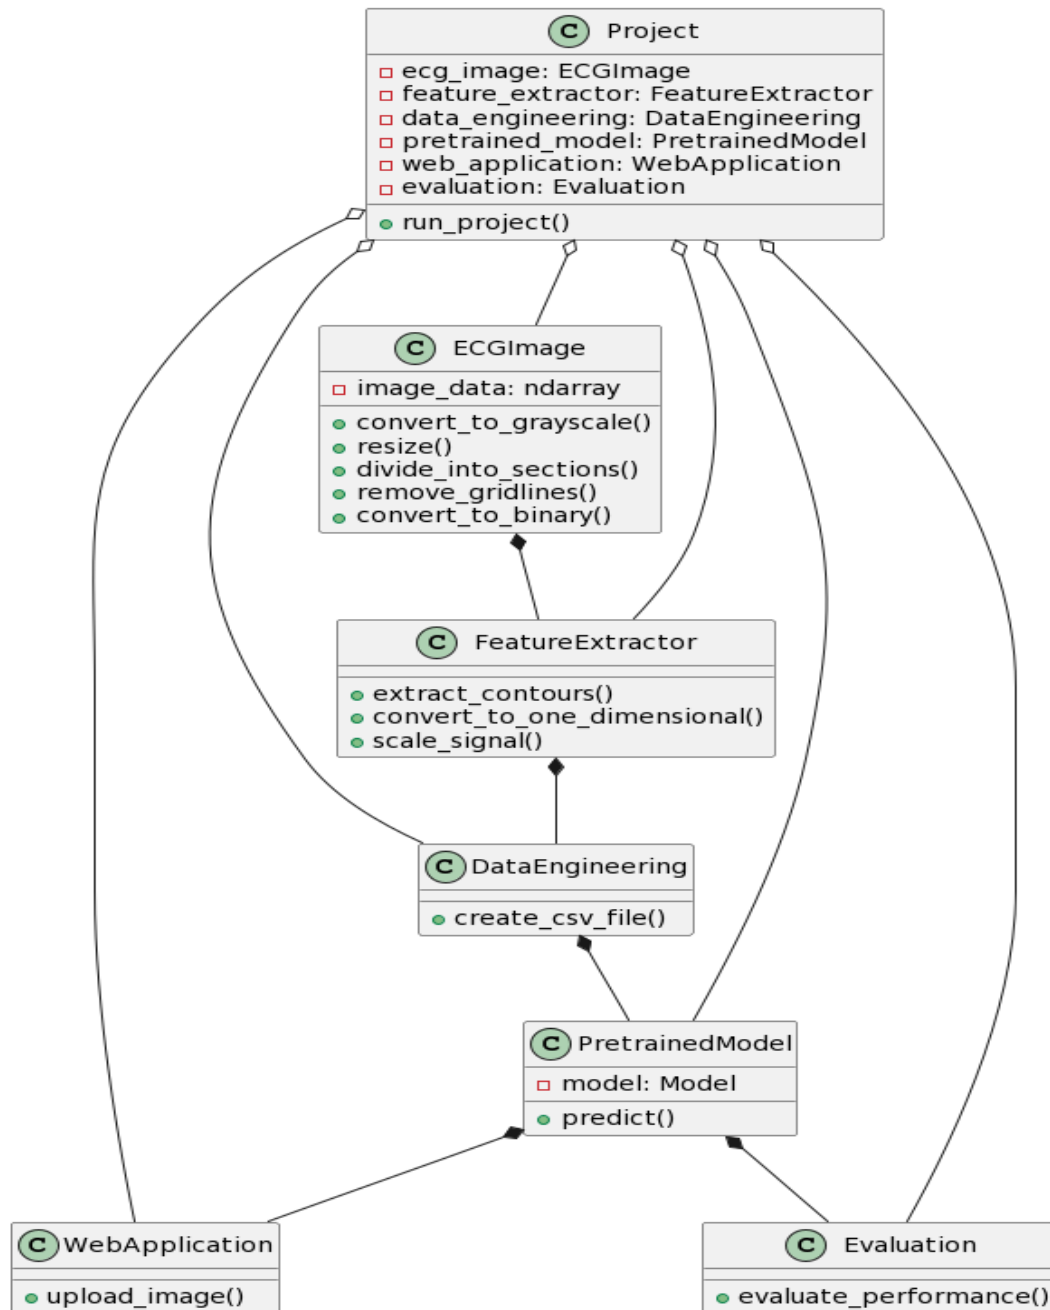 C Project
ecg_image: ECGImage
feature_extractor: FeatureExtractor
data_engineering: DataEngineering
pretrained_model: PretrainedModel
web_application: WebApplication
evaluation: Evaluation
run_project()
C ECGImage
image_data: ndarray
convert_to_grayscale()
resize()
divide_into_sections()
remove_gridlines()
convert_to_binary()
C FeatureExtractor
extract_contours()
convert_to_one_dimensional()
scale_signal()
C DataEngineering
create_csv_file()
C PretrainedModel
model: Model
predict()
C WebApplication
upload_image()
C Evaluation
evaluate_performance()